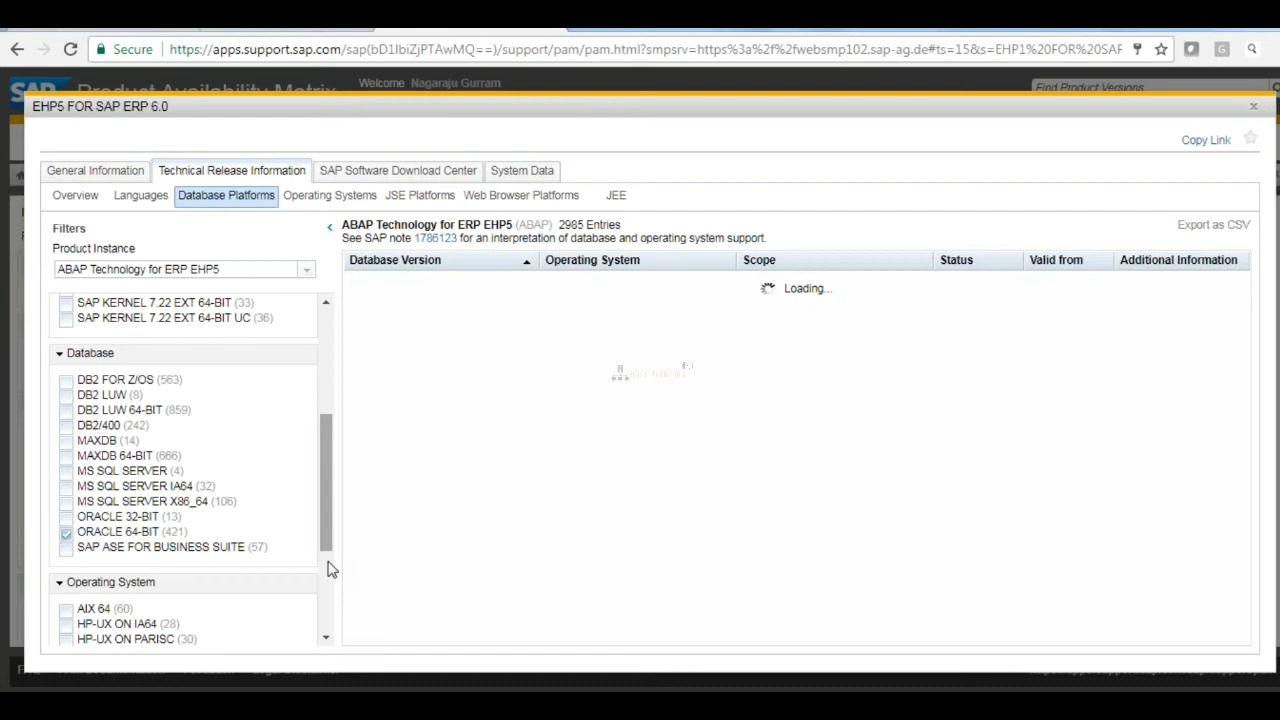 Secure
https://apps.support.sap.com/sap(bD1lbiZjPTAwMQ==)/support/pam/pam.html?smpsrv=https%3a%2f%2fwebsmp102.sap-ag.de#ts=15&s=EHP1%20FOR%20SAF
SAP Product Availability Matrix
Welcome Nagaraju Gurram
Find Product Versions
EHP5 FOR SAP ERP 6.0
x
Copy Link
General Information
Technical Release Information
SAP Software Download Center
System Data
Overview
Languages
Database Platforms
Operating Systems
JSE Platforms
Web Browser Platforms
JEE
Filters
Product Instance
ABAP Technology for ERP EHP5
SAP KERNEL 7.22 EXT 64-BIT (33)
SAP KERNEL 7.22 EXT 64-BIT UC (36)
Database
DB2 FOR Z/OS (563)
DB2 LUW (8)
DB2 LUW 64-BIT (859)
DB2/400 (242)
MAXDB (14)
MAXDB 64-BIT (666)
MS SQL SERVER (4)
MS SQL SERVER IA64 (32)
MS SQL SERVER X86_64 (106)
ORACLE 32-BIT (13)
ORACLE 64-BIT (421)
SAP ASE FOR BUSINESS SUITE (57)
Operating System
AIX 64 (60)
HP-UX ON IA64 (28)
HP-UX ON PARISC (30)
ABAP Technology for ERP EHP5 (ABAP) 2985 Entries
Export as CSV
See SAP note 1786123 for an interpretation of database and operating system support.
Database Version
Operating System
Scope
Status
Valid from
Additional Information
Loading...